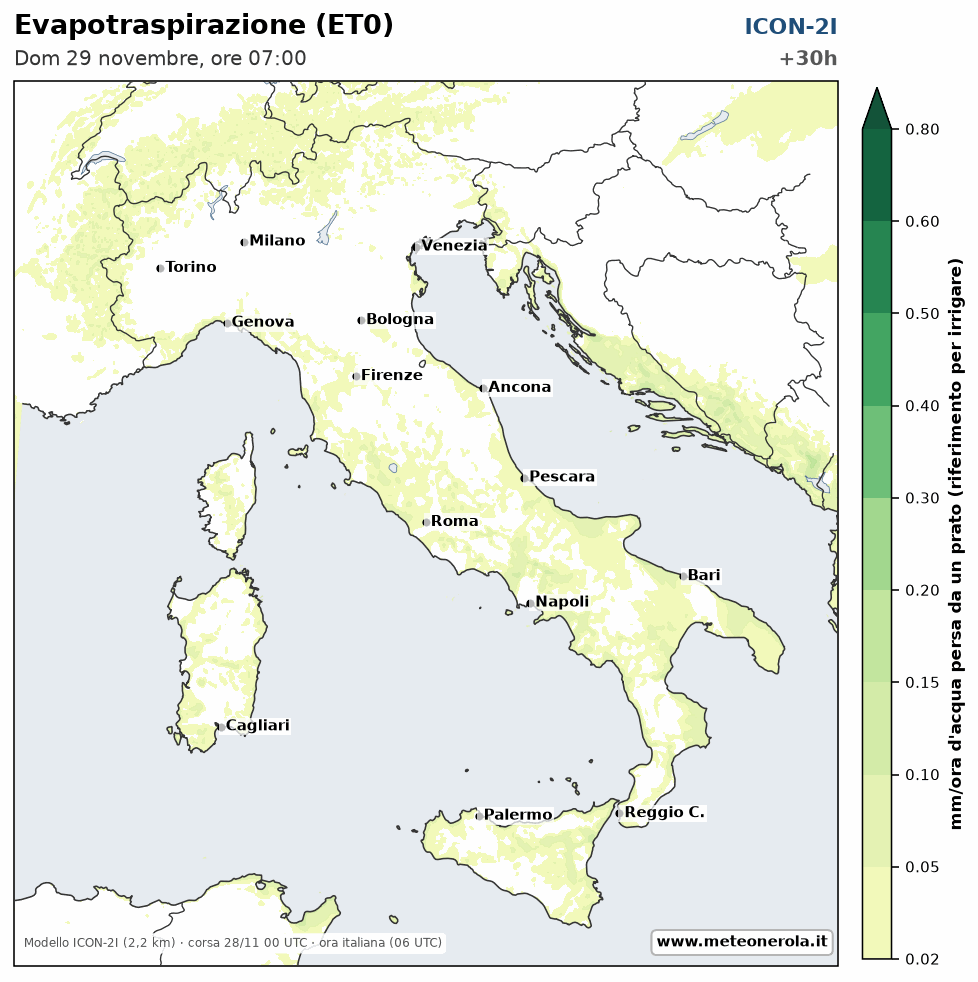 Evapotraspirazione (ET0)
ICON-2I
Dom 29 novembre, ore 07:00
+30h
0.80
0.60
0.50
0.40
0.30
0.20
0.15
0.10
0.05
0.02
mm/ora d'acqua persa da un prato (riferimento per irrigare)
Milano
Venezia
Torino
Genova
Bologna
Firenze
Ancona
Pescara
Roma
Bari
Napoli
Cagliari
Palermo
Reggio C.
Modello ICON-2I (2,2 km) · corsa 28/11 00 UTC · ora italiana (06 UTC)
www.meteonerola.it